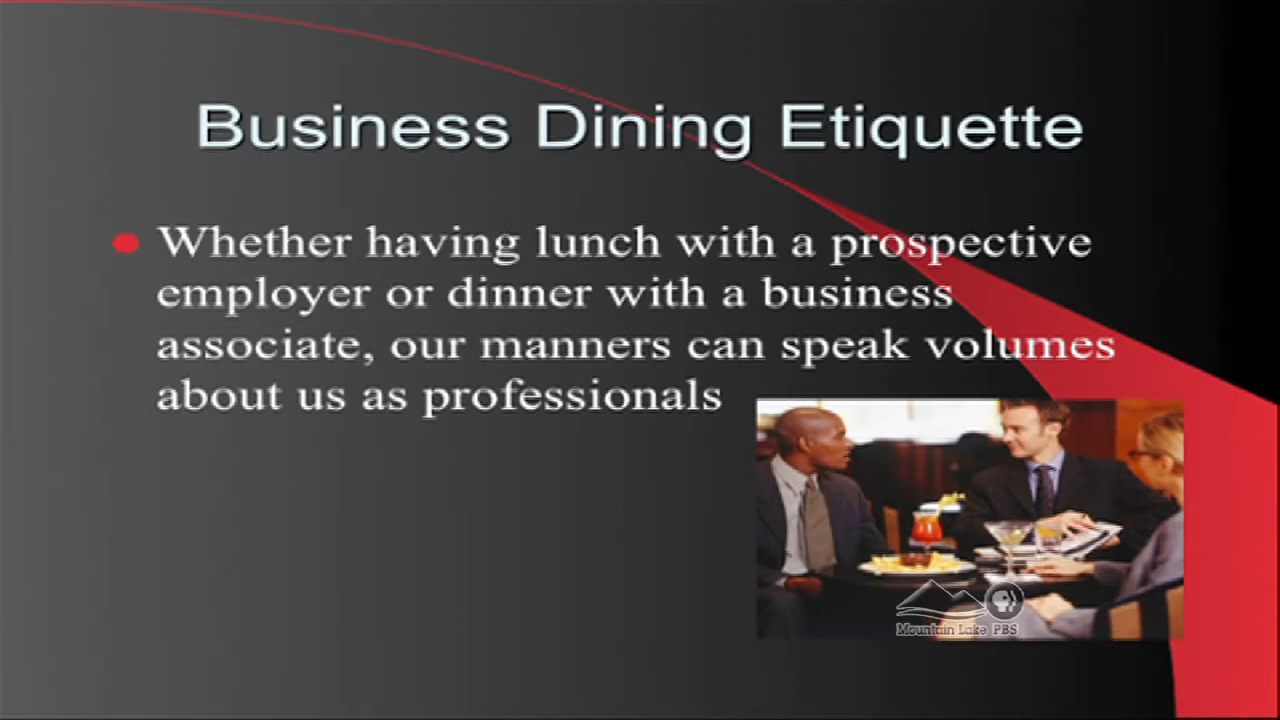 Business Dining Etiquette
Whether having lunch with a prospective
employer or dinner with a business
associate, our manners can speak volumes
about us as professionals
Mountain Lake PBS